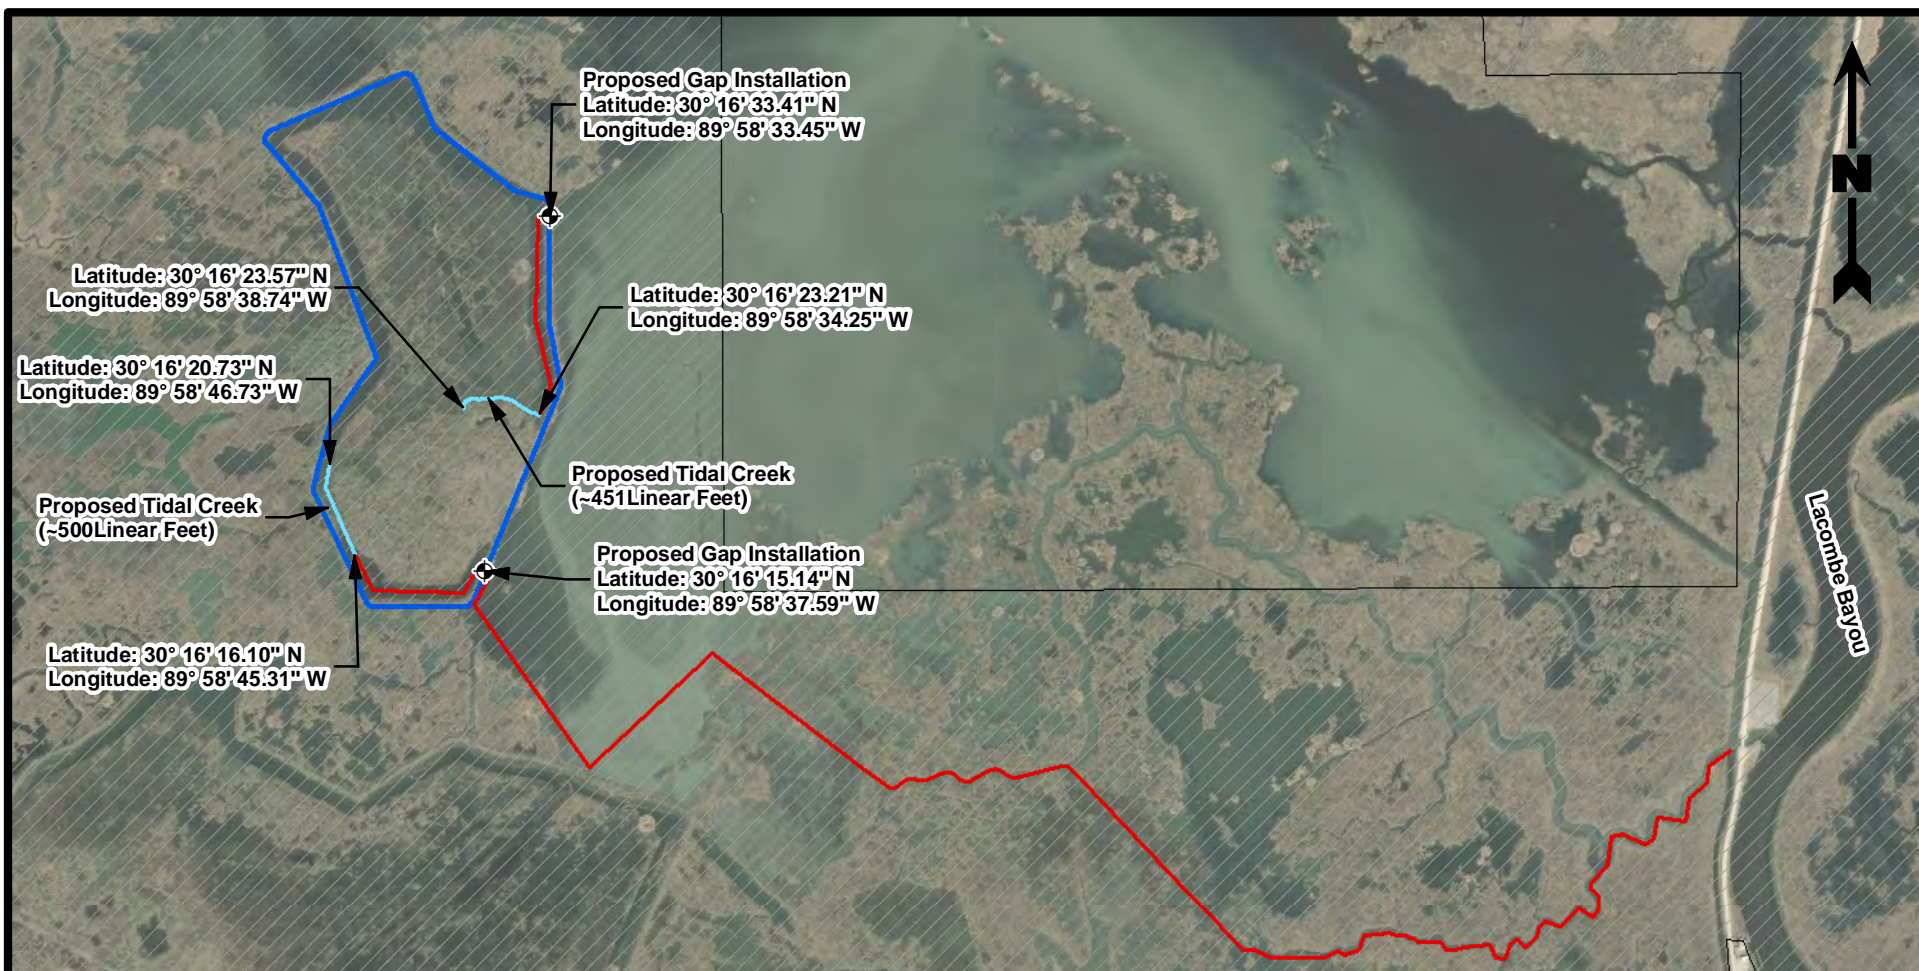 Proposed Gap Installation
Latitude: 30° 16' 33.41" N
Longitude: 89° 58' 33.45" W
N
Latitude: 30° 16' 23.57" N
Longitude: 89° 58' 38.74" W
Latitude: 30° 16' 23.21" N
Longitude: 89° 58' 34.25" W
Latitude: 30° 16' 20.73" N
Longitude: 89° 58' 46.73" W
Proposed Tidal Creek
(~451Linear Feet)
Proposed Tidal Creek
(~500Linear Feet)
Lacombe Bayou
Proposed Gap Installation
Latitude: 30° 16' 15.14" N
Longitude: 89° 58' 37.59" W
Latitude: 30° 16' 16.10" N
Longitude: 89° 58' 45.31" W